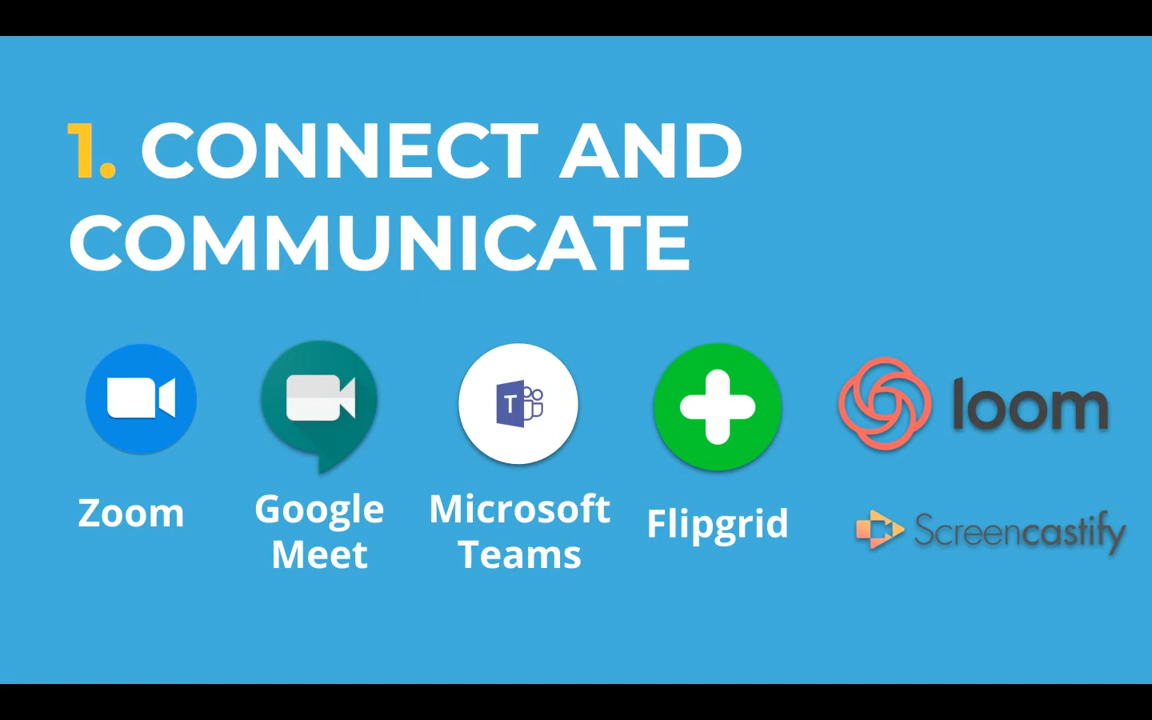 1. CONNECT AND
COMMUNICATE
T
loom
Zoom
Google
Meet
Microsoft
Teams
Flipgrid
Screencastify